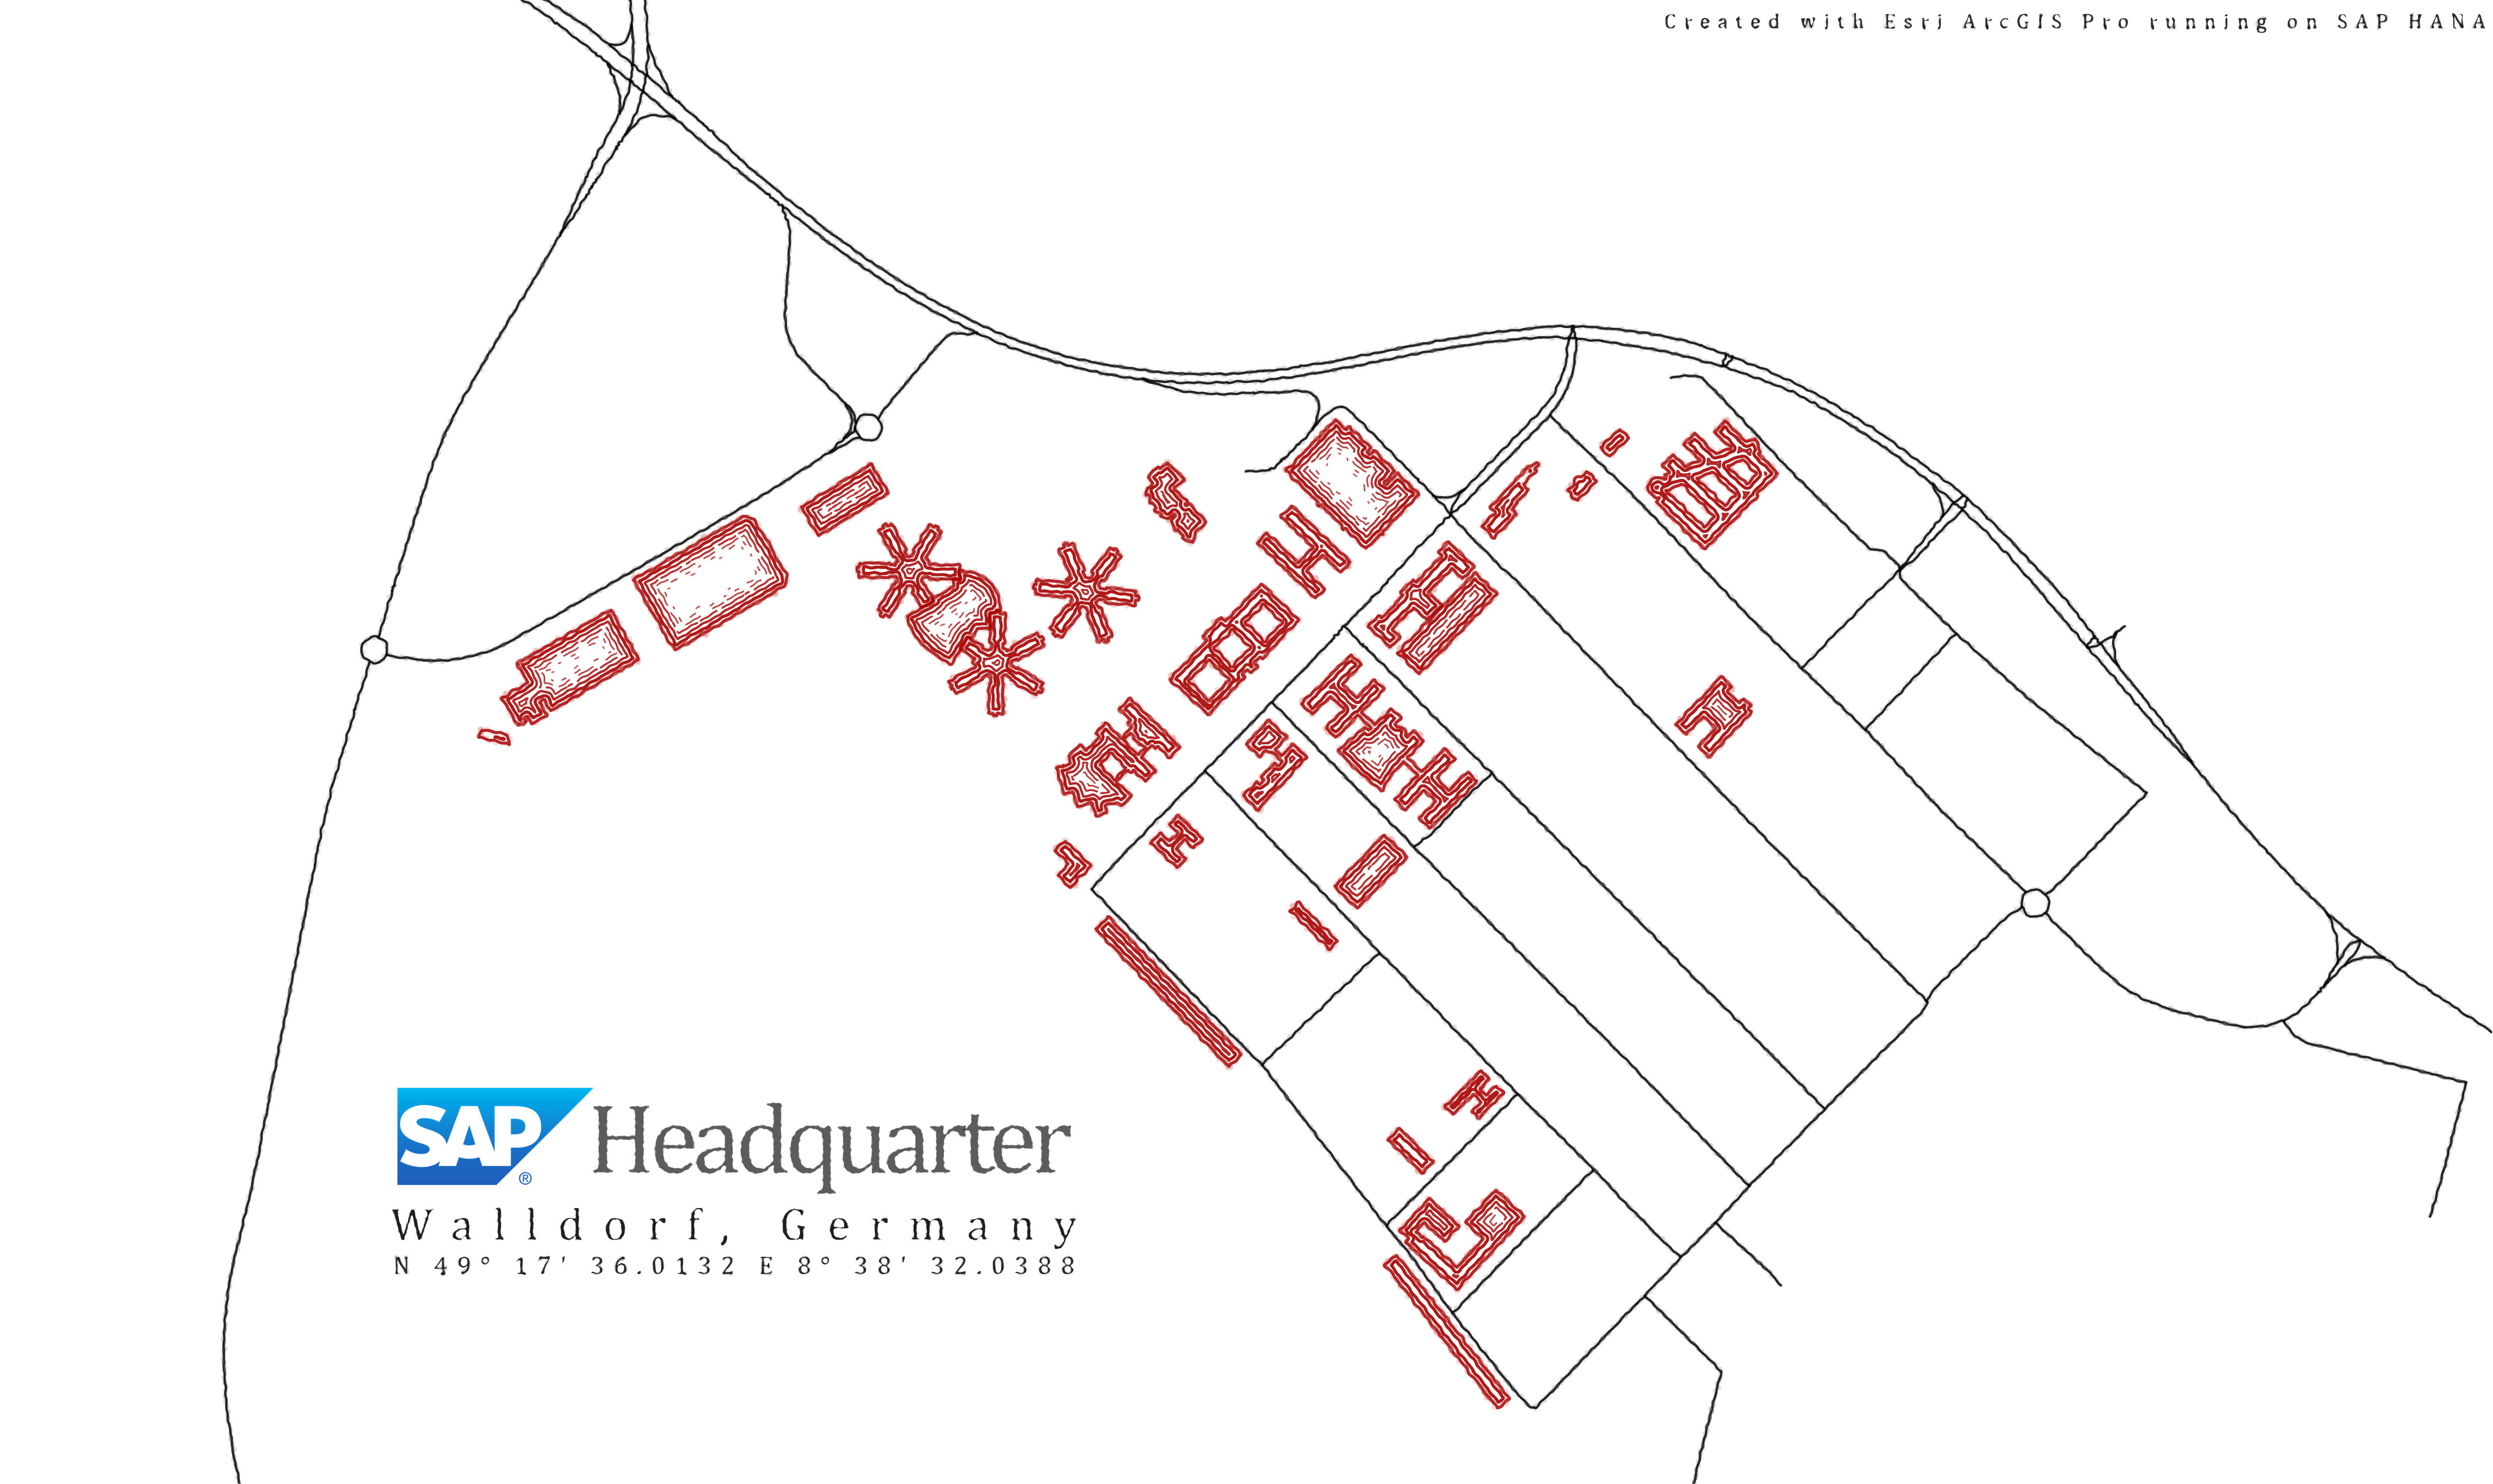 Created with Esri ArcGIS Pro running on SAP HANA
SAP ® Headquarter
Walldorf, Germany
N 49° 17' 36.0132 E 8° 38' 32.0388